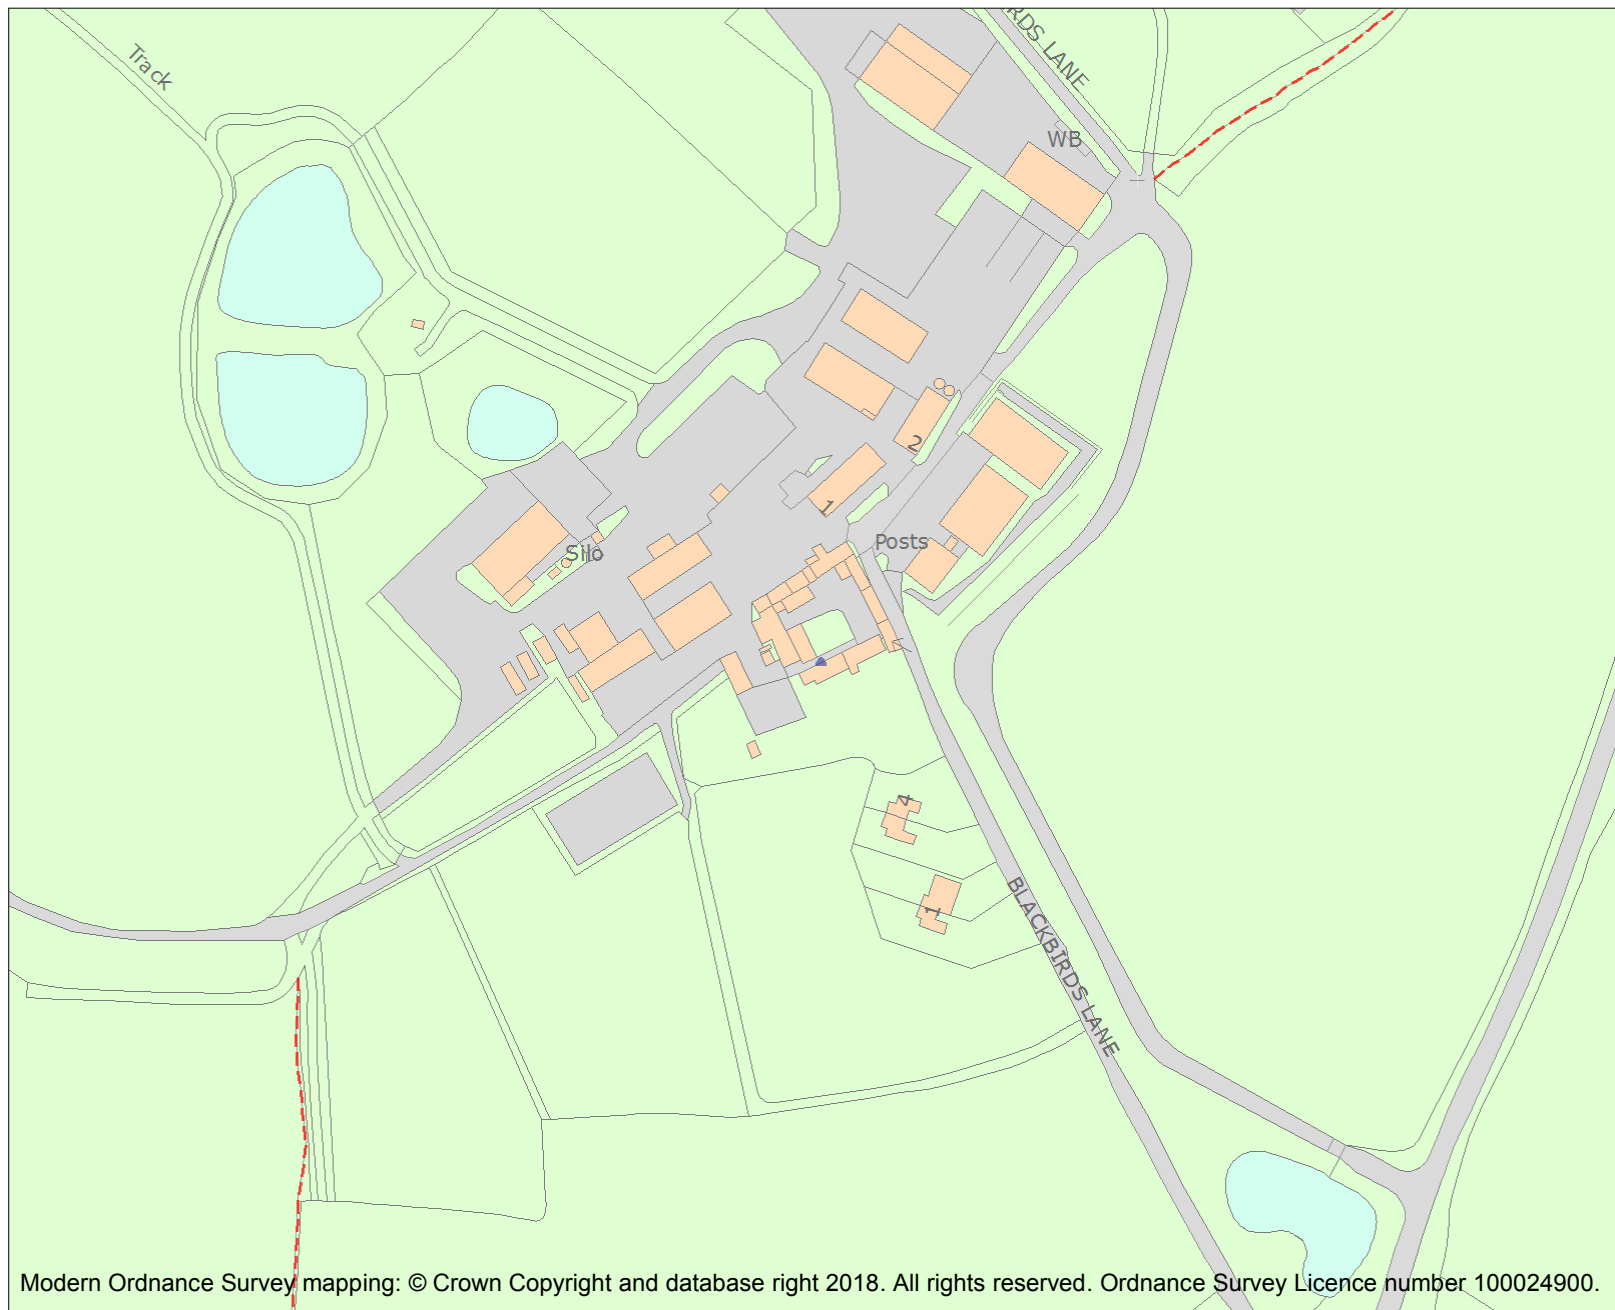 RDS LANE
Track
WB
2
1
Posts
Silo
4
1
BLACKBIRDS LANE
Modern Ordnance Survey mapping: © Crown Copyright and database right 2018. All rights reserved. Ordnance Survey Licence number 100024900.